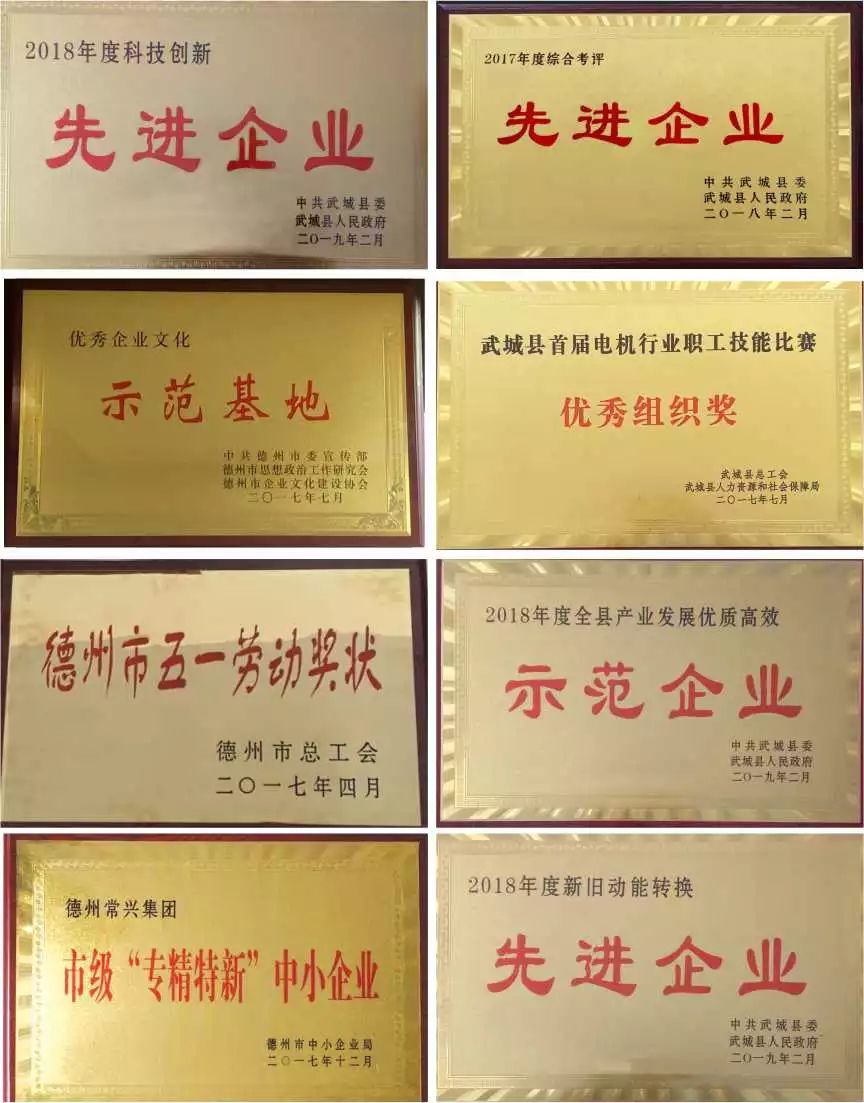 2018年度科技创新
先进企业
中共武城县委
武城县人民政府
二〇一九年二月
2017年度综合考评
先进企业
中共武城县委
武城县人民政府
二〇一八年二月
优秀企业文化
示范基地
中共德州市委宣传部
德州市思想政治工作研究会
德州市企业文化建设协会
二〇一七年七月
武城县首届电机行业职工技能比赛
优秀组织奖
武城县总工会
武城县人力资源和社会保障局
二〇一七年七月
德州市五一劳动奖状
德州市总工会
二〇一七年四月
2018年度全县产业发展优质高效
示范企业
中共武城县委
武城县人民政府
二〇一九年二月
德州常兴集团
市级“专精特新”中小企业
德州市中小企业局
二〇一七年十二月
2018年度新旧动能转换
先进企业
中共武城县委
武城县人民政府
二〇一九年二月